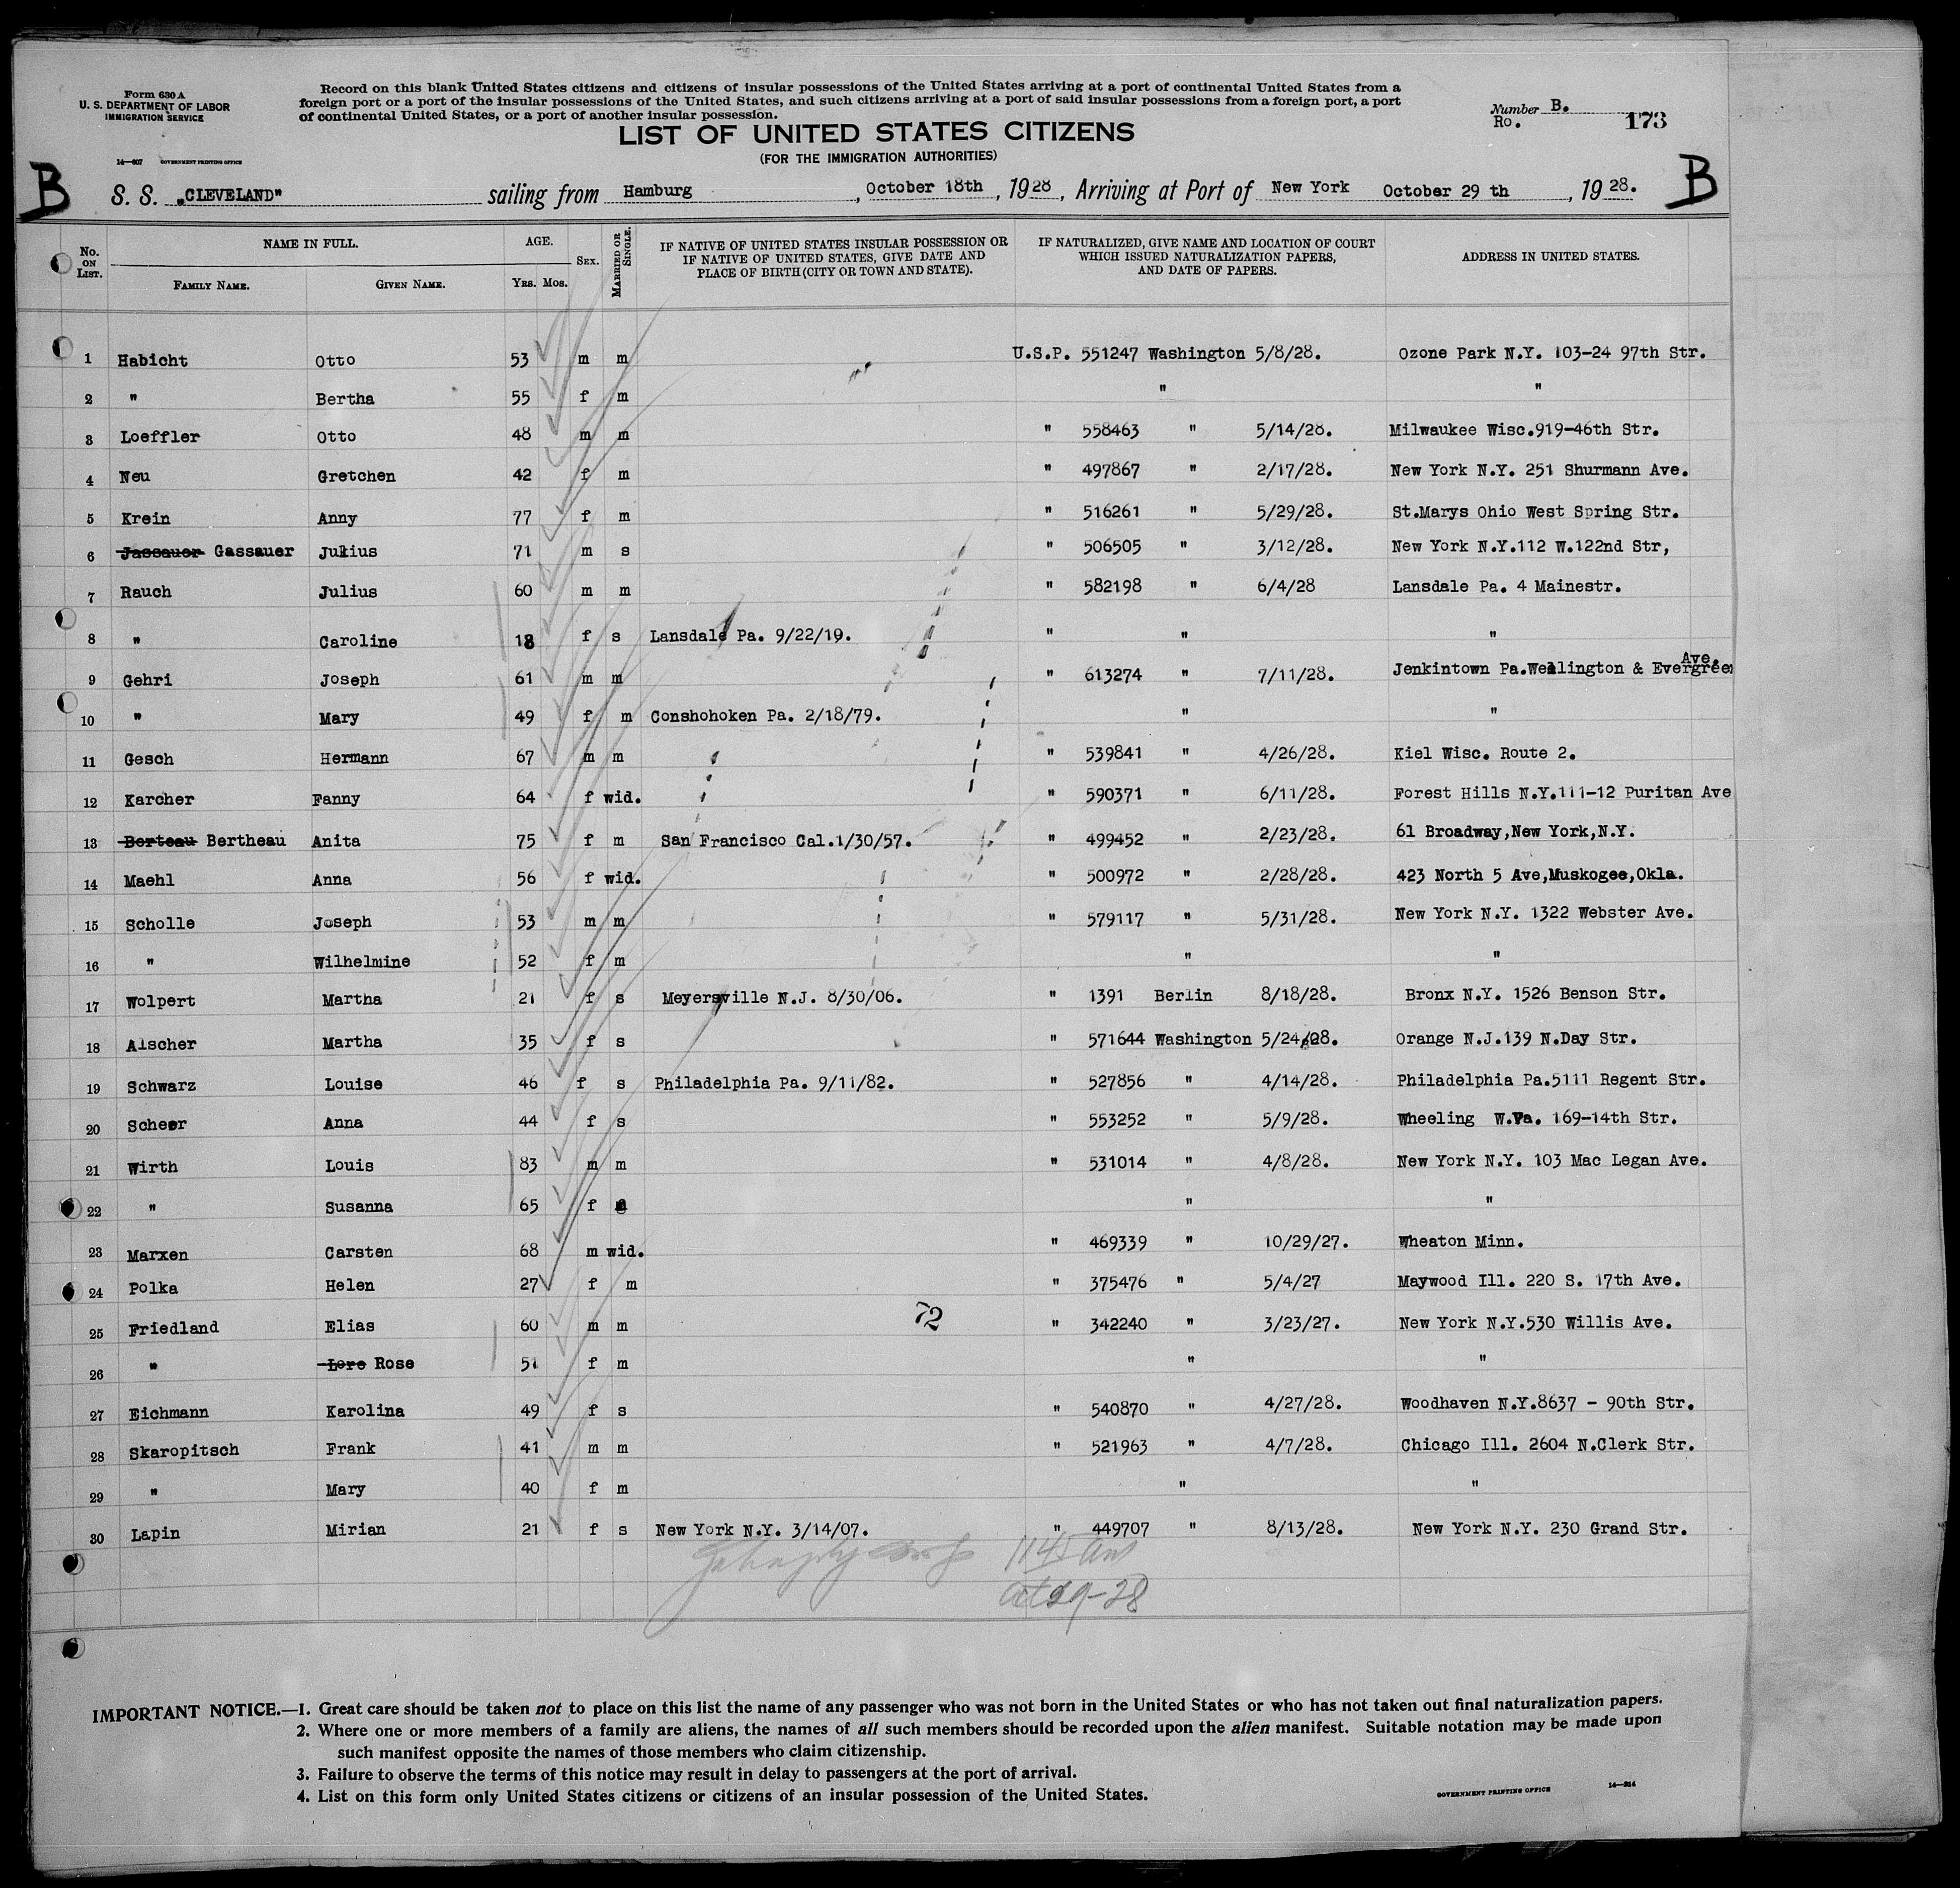 Form 630 A
U. S. DEPARTMENT OF LABOR
IMMIGRATION SERVICE
Record on this blank United States citizens and citizens of insular possessions of the United States arriving at a port of continental United States from a
foreign port or a port of the insular possessions of the United States, and such citizens arriving at a port of said insular possessions from a foreign port, a port
of continental United States, or a port of another insular possession.
Number B.
Ro. 173
LIST OF UNITED STATES CITIZENS
(FOR THE IMMIGRATION AUTHORITIES)
14—607 GOVERNMENT PRINTING OFFICE
B S. S. „CLEVELAND" sailing from Hamburg, October 18th, 1928, Arriving at Port of New York October 29 th, 1928. B
No. ON LIST. NAME IN FULL. AGE. SEX. MARRIED OR SINGLE. IF NATIVE OF UNITED STATES INSULAR POSSESSION OR IF NATIVE OF UNITED STATES, GIVE DATE AND PLACE OF BIRTH (CITY OR TOWN AND STATE). IF NATURALIZED, GIVE NAME AND LOCATION OF COURT WHICH ISSUED NATURALIZATION PAPERS, AND DATE OF PAPERS. ADDRESS IN UNITED STATES.
FAMILY NAME. GIVEN NAME. YRS. MOS.
1 Habicht Otto 53 m m U.S.P. 551247 Washington 5/8/28. Ozone Park N.Y. 103-24 97th Str.
2 " Bertha 55 f m " "
3 Loeffler Otto 48 m m " 558463 " 5/14/28. Milwaukee Wisc.919-46th Str.
4 Neu Gretchen 42 f m " 497867 " 2/17/28. New York N.Y. 251 Shurmann Ave.
5 Krein Anny 77 f m " 516261 " 5/29/28. St.Marys Ohio West Spring Str.
6 Jassauer Gassauer Julius 71 m s " 506505 " 3/12/28. New York N.Y.112 W.122nd Str,
7 Rauch Julius 60 m m " 582198 " 6/4/28 Lansdale Pa. 4 Mainestr.
8 " Caroline 18 f s Lansdale Pa. 9/22/19. " " "
9 Gehri Joseph 61 m m " 613274 " 7/11/28. Jenkintown Pa.Wellington & Evergreen Ave.
10 " Mary 49 f m Conshohoken Pa. 2/18/79. " "
11 Gesch Hermann 67 m m " 539841 " 4/26/28. Kiel Wisc. Route 2.
12 Karcher Fanny 64 f wid. " 590371 " 6/11/28. Forest Hills N.Y.111-12 Puritan Ave
13 Berteau Bertheau Anita 75 f m San Francisco Cal.1/30/57. " 499452 " 2/23/28. 61 Broadway,New York,N.Y.
14 Maehl Anna 56 f wid. " 500972 " 2/28/28. 423 North 5 Ave,Muskogee,Okla.
15 Scholle Joseph 53 m m " 579117 " 5/31/28. New York N.Y. 1322 Webster Ave.
16 " Wilhelmine 52 f m " "
17 Wolpert Martha 21 f s Meyersville N.J. 8/30/06. " 1391 Berlin 8/18/28. Bronx N.Y. 1526 Benson Str.
18 Aischer Martha 35 f s " 571644 Washington 5/24/28. Orange N.J.139 N.Day Str.
19 Schwarz Louise 46 f s Philadelphia Pa. 9/11/82. " 527856 " 4/14/28. Philadelphia Pa.5111 Regent Str.
20 Scheer Anna 44 f s " 553252 " 5/9/28. Wheeling W.Va. 169-14th Str.
21 Wirth Louis 83 m m " 531014 " 4/8/28. New York N.Y. 103 Mac Legan Ave.
22 " Susanna 65 f m " "
23 Marxen Carsten 68 m wid. " 469339 " 10/29/27. Wheaton Minn.
24 Polka Helen 27 f m " 375476 " 5/4/27 Maywood Ill. 220 S. 17th Ave.
25 Friedland Elias 60 m m 72 " 342240 " 3/23/27. New York N.Y.530 Willis Ave.
26 " Lore Rose 51 f m " "
27 Eichmann Karolina 49 f s " 540870 " 4/27/28. Woodhaven N.Y.8637 - 90th Str.
28 Skaropitsch Frank 41 m m " 521963 " 4/7/28. Chicago Ill. 2604 N.Clerk Str.
29 " Mary 40 f m " "
30 Lapin Mirian 21 f s New York N.Y. 3/14/07. " 449707 " 8/13/28. New York N.Y. 230 Grand Str.
29-28
IMPORTANT NOTICE.—1. Great care should be taken not to place on this list the name of any passenger who was not born in the United States or who has not taken out final naturalization papers.
2. Where one or more members of a family are aliens, the names of all such members should be recorded upon the alien manifest. Suitable notation may be made upon
such manifest opposite the names of those members who claim citizenship.
3. Failure to observe the terms of this notice may result in delay to passengers at the port of arrival.
4. List on this form only United States citizens or citizens of an insular possession of the United States.
GOVERNMENT PRINTING OFFICE 14—214